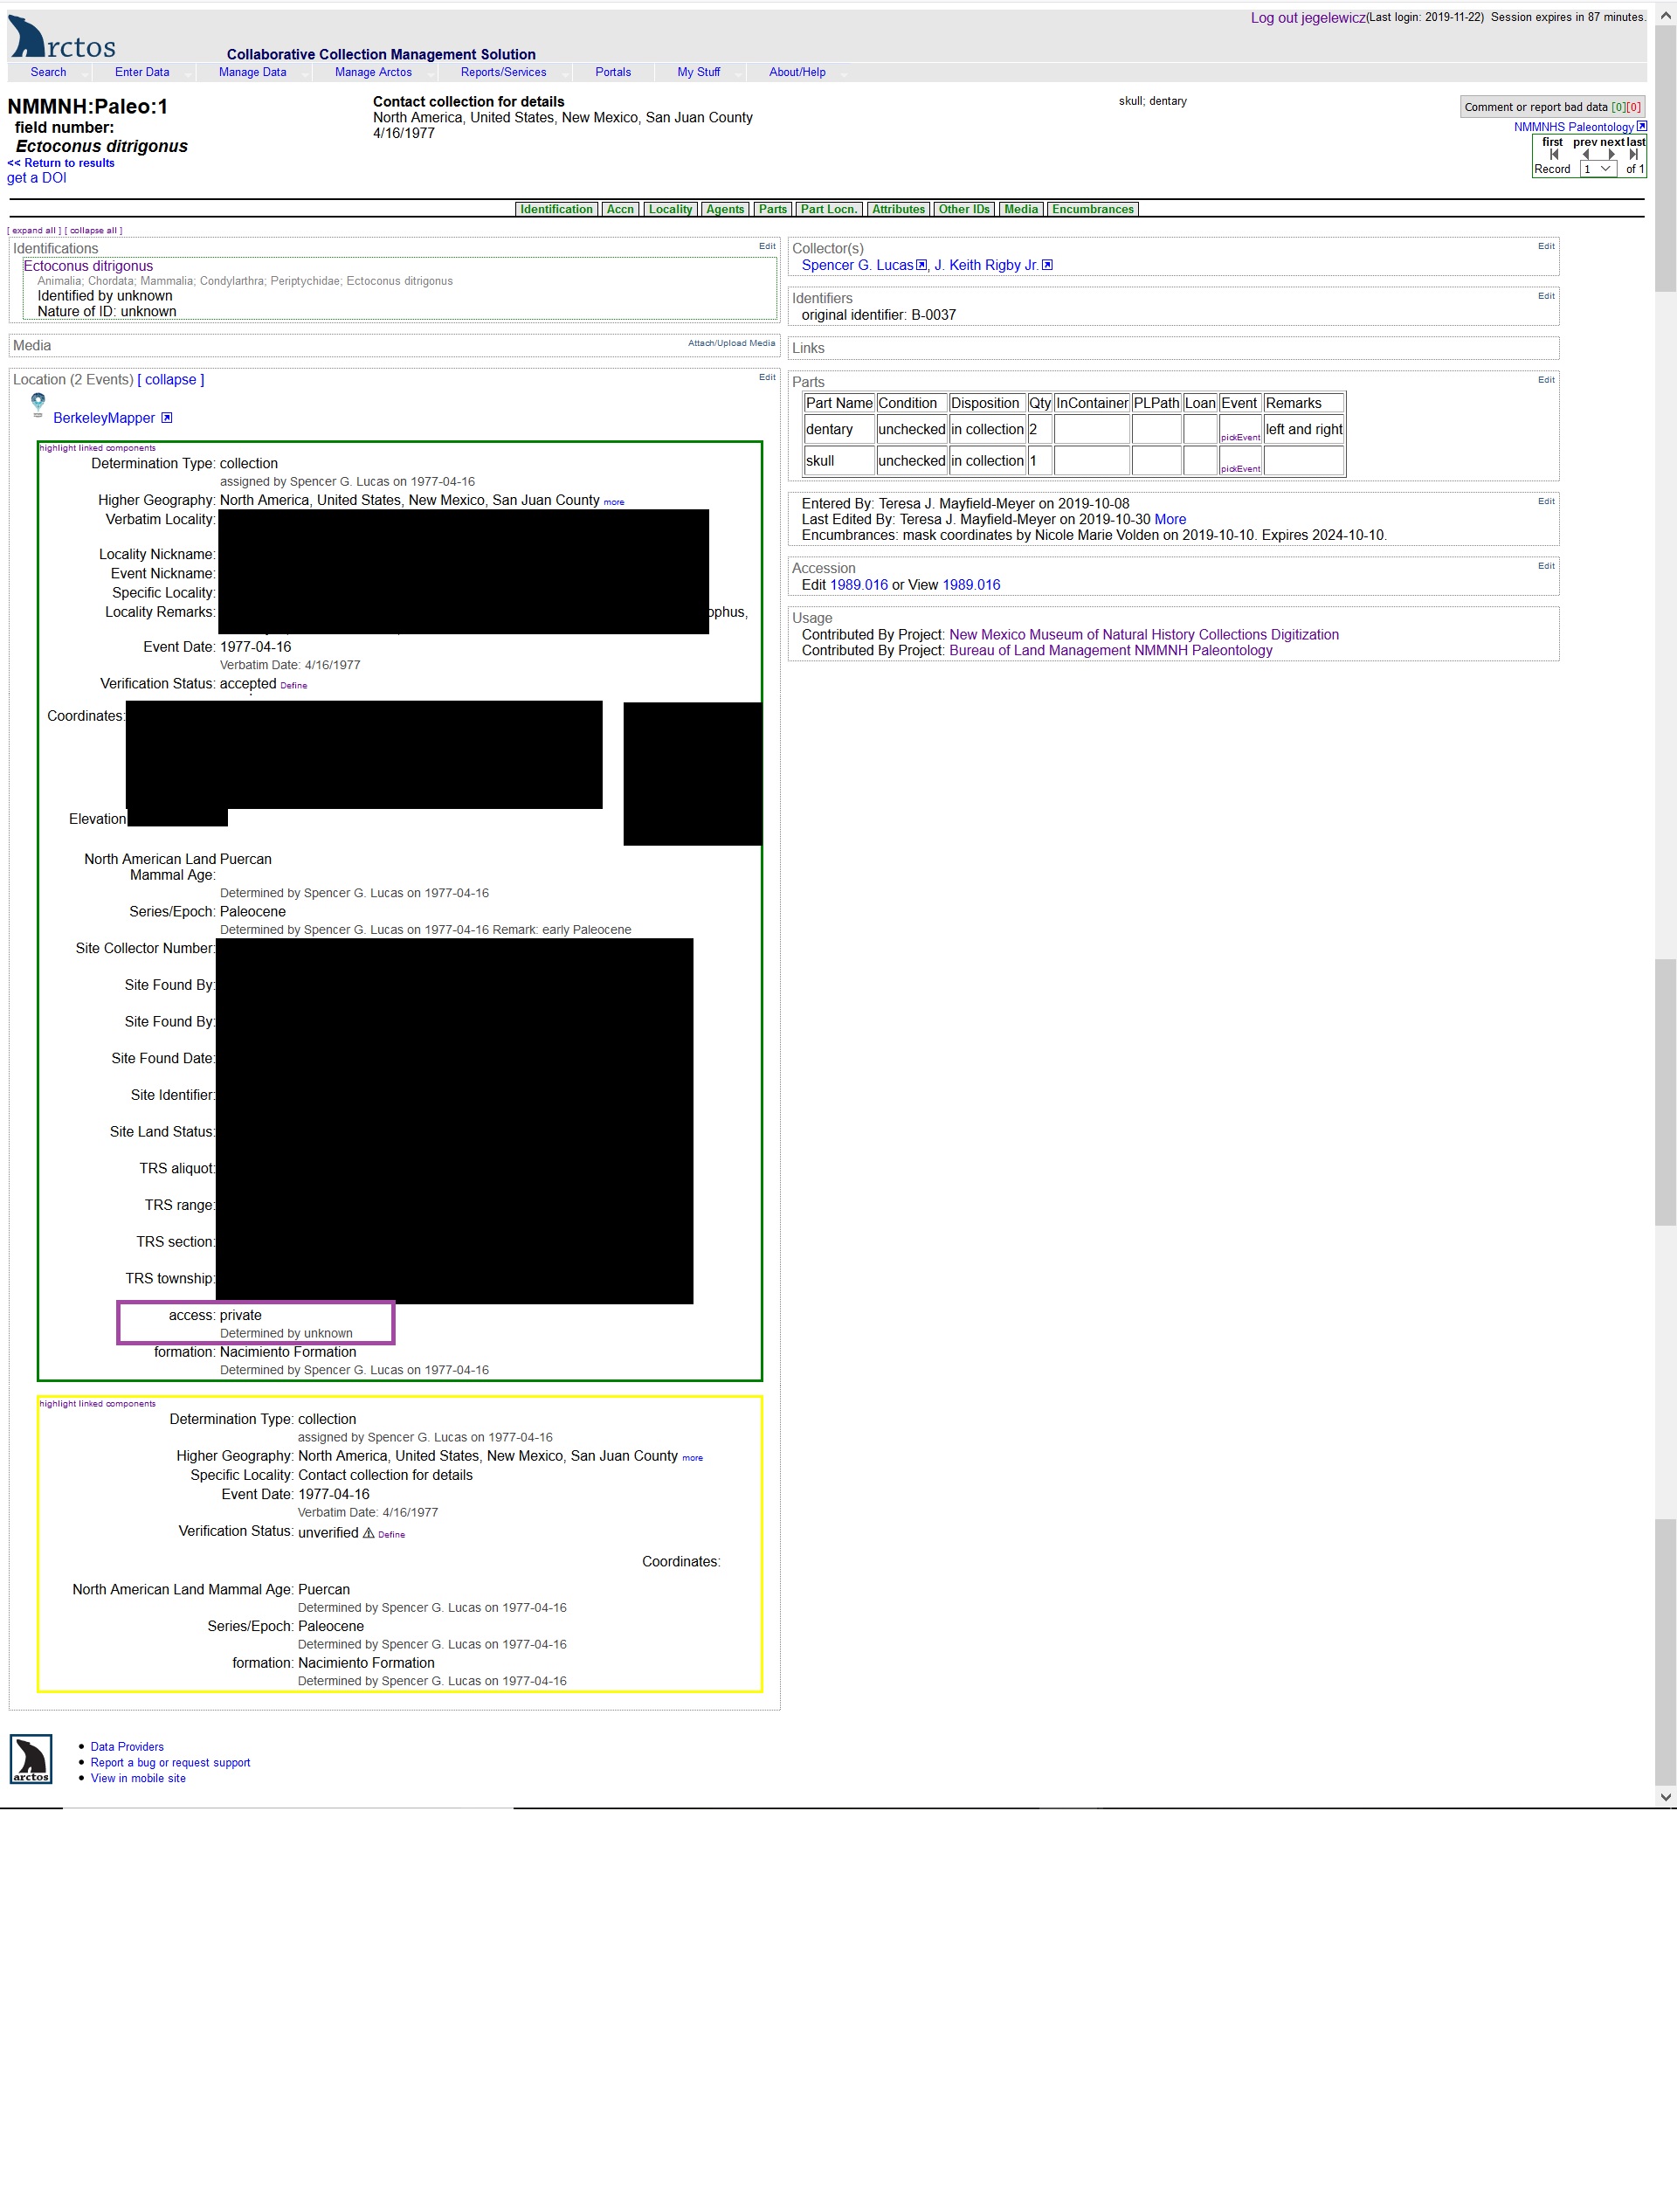 Log out jegelewicz(Last login: 2019-11-22) Session expires in 87 minutes.
Arctos
Collaborative Collection Management Solution
Search Enter Data Manage Data Manage Arctos Reports/Services Portals My Stuff About/Help
NMMNH:Paleo:1
field number:
Ectoconus ditrigonus
<< Return to results
get a DOI
Contact collection for details
North America, United States, New Mexico, San Juan County
4/16/1977
skull; dentary
Comment or report bad data [0][0]
NMMNHS Paleontology
first prev next last
Record 1 of 1
Identification Accn Locality Agents Parts Part Locn. Attributes Other IDs Media Encumbrances
[ expand all ] [ collapse all ]
Identifications Edit
Ectoconus ditrigonus
Animalia; Chordata; Mammalia; Condylarthra; Periptychidae; Ectoconus ditrigonus
Identified by unknown
Nature of ID: unknown
Media Attach/Upload Media
Location (2 Events) [ collapse ] Edit
BerkeleyMapper
highlight linked components
Determination Type: collection
assigned by Spencer G. Lucas on 1977-04-16
Higher Geography: North America, United States, New Mexico, San Juan County more
Verbatim Locality:
Locality Nickname:
Event Nickname:
Specific Locality:
Locality Remarks: ophus,
Event Date: 1977-04-16
Verbatim Date: 4/16/1977
Verification Status: accepted Define
Coordinates:
Elevation
North American Land Puercan
Mammal Age:
Determined by Spencer G. Lucas on 1977-04-16
Series/Epoch: Paleocene
Determined by Spencer G. Lucas on 1977-04-16 Remark: early Paleocene
Site Collector Number:
Site Found By:
Site Found By:
Site Found Date:
Site Identifier:
Site Land Status:
TRS aliquot:
TRS range:
TRS section:
TRS township:
access: private
Determined by unknown
formation: Nacimiento Formation
Determined by Spencer G. Lucas on 1977-04-16
highlight linked components
Determination Type: collection
assigned by Spencer G. Lucas on 1977-04-16
Higher Geography: North America, United States, New Mexico, San Juan County more
Specific Locality: Contact collection for details
Event Date: 1977-04-16
Verbatim Date: 4/16/1977
Verification Status: unverified Define
Coordinates:
North American Land Mammal Age: Puercan
Determined by Spencer G. Lucas on 1977-04-16
Series/Epoch: Paleocene
Determined by Spencer G. Lucas on 1977-04-16
formation: Nacimiento Formation
Determined by Spencer G. Lucas on 1977-04-16
Collector(s) Edit
Spencer G. Lucas, J. Keith Rigby Jr.
Identifiers Edit
original identifier: B-0037
Links
Parts Edit
Part Name Condition Disposition Qty InContainer PLPath Loan Event Remarks
dentary unchecked in collection 2 pickEvent left and right
skull unchecked in collection 1 pickEvent
Entered By: Teresa J. Mayfield-Meyer on 2019-10-08 Edit
Last Edited By: Teresa J. Mayfield-Meyer on 2019-10-30 More
Encumbrances: mask coordinates by Nicole Marie Volden on 2019-10-10. Expires 2024-10-10.
Accession Edit
Edit 1989.016 or View 1989.016
Usage
Contributed By Project: New Mexico Museum of Natural History Collections Digitization
Contributed By Project: Bureau of Land Management NMMNH Paleontology
arctos
Data Providers
Report a bug or request support
View in mobile site